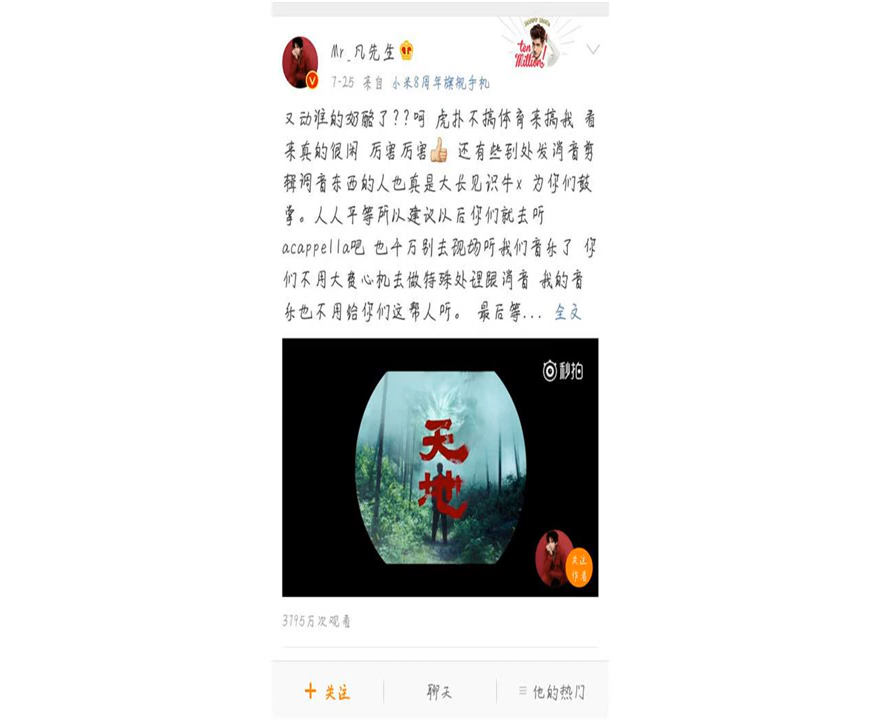 Mr_凡先生
7-25 来自 小米8周年旗舰手机
HAPPY IDOL'S
ten Million!
又动谁的奶酪了??呵 虎扑不搞体育来搞我 看
来真的很闲 厉害厉害👍 还有些到处发消音剪
辑调音东西的人也真是大长见识牛x 为你们鼓
掌。人人平等所以建议以后你们就去听
acappella吧 也千万别去现场听我们音乐了 你
们不用大费心机去做特殊处理跟消音 我的音
乐也不用给你们这帮人听。 最后等... 全文
秒拍
天地
关注
作者
3795万次观看
+ 关注
聊天
他的热门